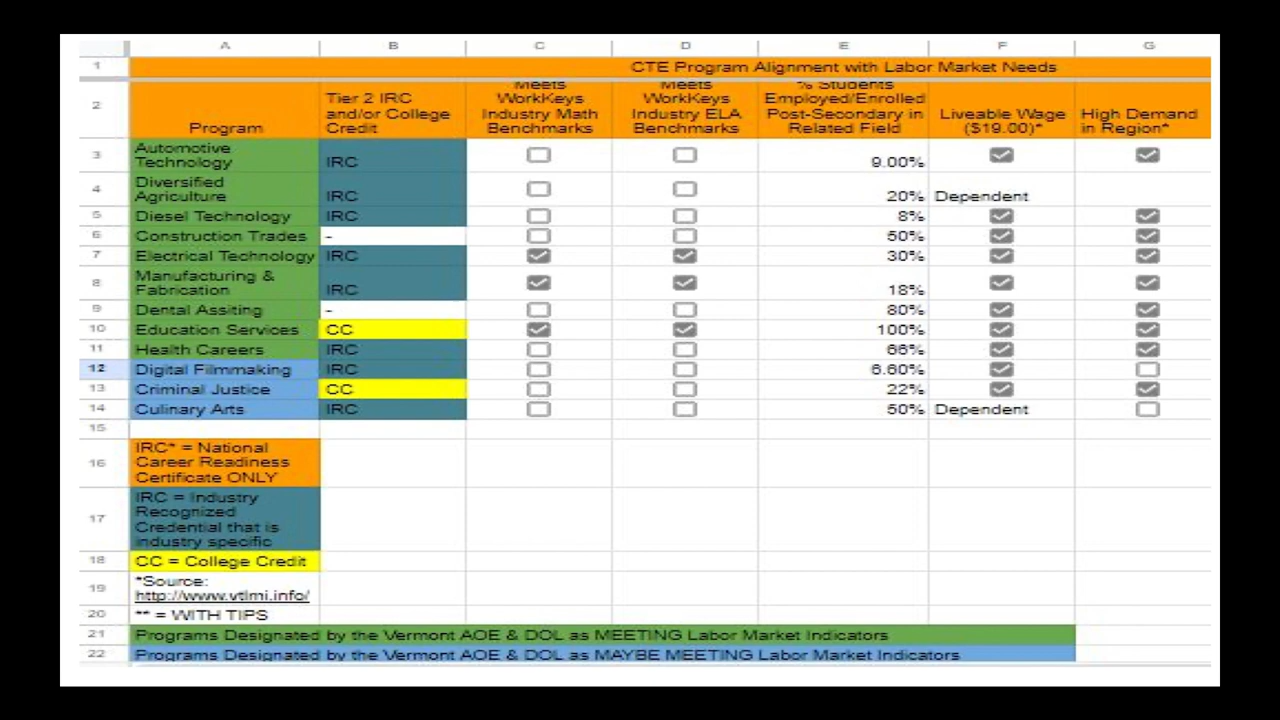 A B C D E F G
1 CTE Program Alignment with Labor Market Needs
2 Program Tier 2 IRC and/or College Credit Meets WorkKeys Industry Math Benchmarks Meets WorkKeys Industry ELA Benchmarks % Students Employed/Enrolled Post-Secondary in Related Field Liveable Wage ($19.00)* High Demand in Region*
3 Automotive Technology IRC 9.00%
4 Diversified Agriculture IRC 20% Dependent
5 Diesel Technology IRC 8%
6 Construction Trades - 50%
7 Electrical Technology IRC 30%
8 Manufacturing & Fabrication IRC 18%
9 Dental Assiting - 80%
10 Education Services CC 100%
11 Health Careers IRC 66%
12 Digital Filmmaking IRC 6.60%
13 Criminal Justice CC 22%
14 Culinary Arts IRC 50% Dependent
15
16 IRC* = National Career Readiness Certificate ONLY
17 IRC = Industry Recognized Credential that is industry specific
18 CC = College Credit
19 *Source: http://www.vtlmi.info/
20 ** = WITH TIPS
21 Programs Designated by the Vermont AOE & DOL as MEETING Labor Market Indicators
22 Programs Designated by the Vermont AOE & DOL as MAYBE MEETING Labor Market Indicators